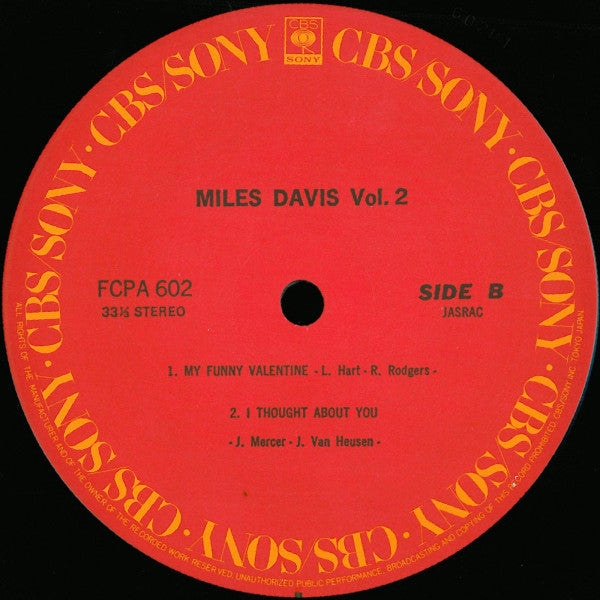 CBS
SONY
CBS/SONY · CBS/SONY · CBS/SONY · CBS/SONY · CBS/SONY · CBS/SONY · CBS/SONY · CBS/SONY
MILES DAVIS Vol. 2
FCPA 602
33⅓ STEREO
SIDE B
JASRAC
1. MY FUNNY VALENTINE - L. Hart - R. Rodgers -
2. I THOUGHT ABOUT YOU
- J. Mercer - J. Van Heusen -
ALL RIGHTS OF THE MANUFACTURER AND OF THE OWNER OF THE RECORDED WORK RESERVED. UNAUTHORIZED PUBLIC PERFORMANCE, BROADCASTING AND COPYING OF THIS RECORD PROHIBITED. CBS/SONY INC. TOKYO JAPAN.